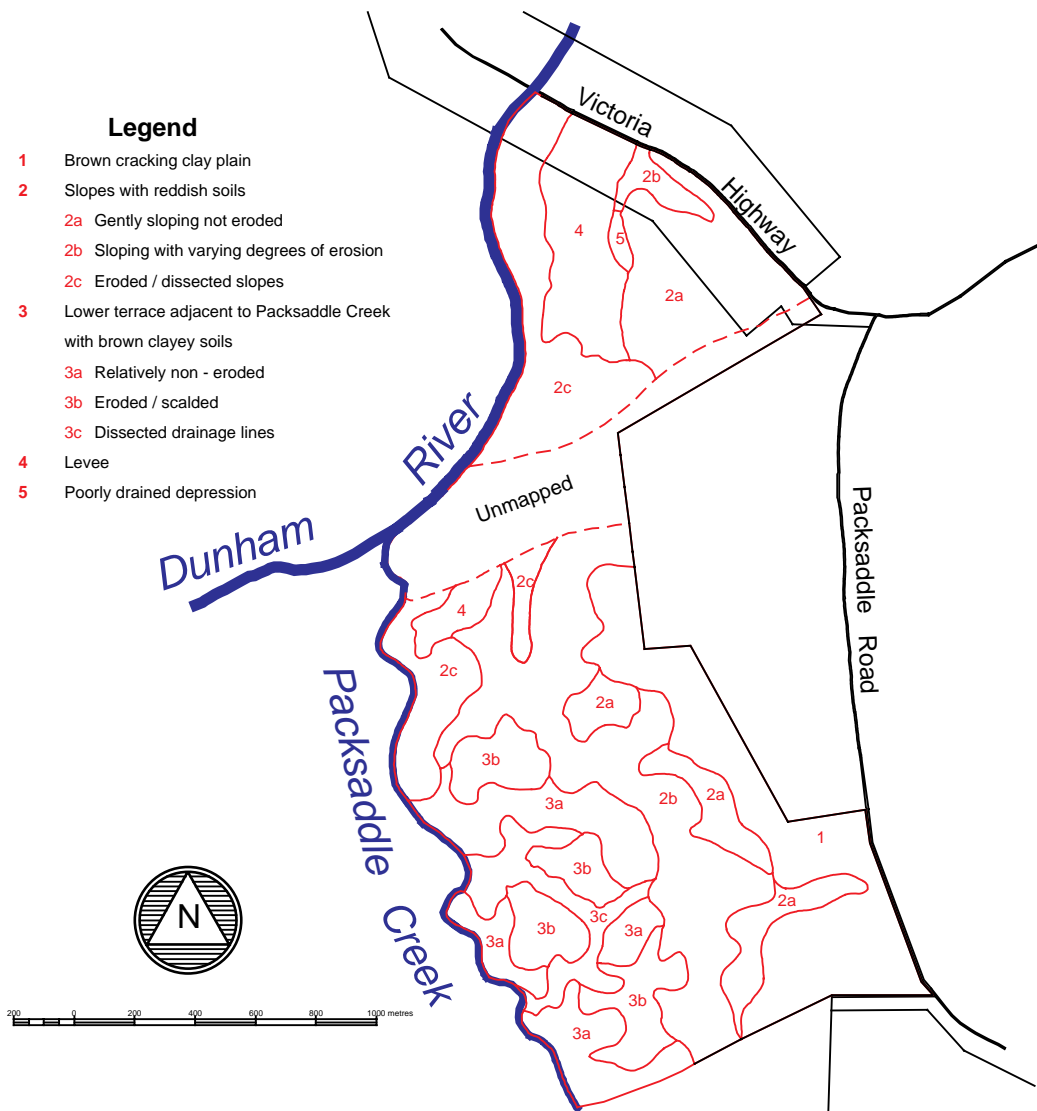 Legend
1 Brown cracking clay plain
2 Slopes with reddish soils
2a Gently sloping not eroded
2b Sloping with varying degrees of erosion
2c Eroded / dissected slopes
3 Lower terrace adjacent to Packsaddle Creek
with brown clayey soils
3a Relatively non - eroded
3b Eroded / scalded
3c Dissected drainage lines
4 Levee
5 Poorly drained depression
Victoria
Highway
2b
4
5
2a
2c
River
Dunham
Unmapped
Packsaddle Road
2c
4
2c
2a
Packsaddle
3b
2a
2b
3a
1
3b
2a
Creek
3c
3b
3a
3a
3b
3a
N
200 0 200 400 600 800 1000 metres